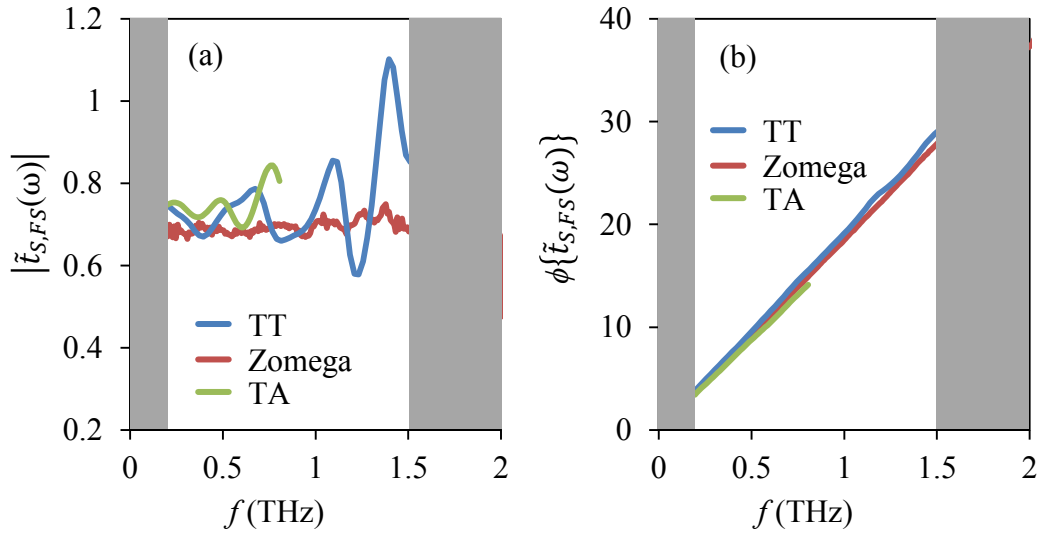 (a)
1.2
1
0.8
0.6
0.4
0.2
|t̃S,FS(ω)|
TT
Zomega
TA
0
0.5
1
1.5
2
f (THz)
(b)
40
30
20
10
0
ϕ{t̃S,FS(ω)}
TT
Zomega
TA
0
0.5
1
1.5
2
f (THz)